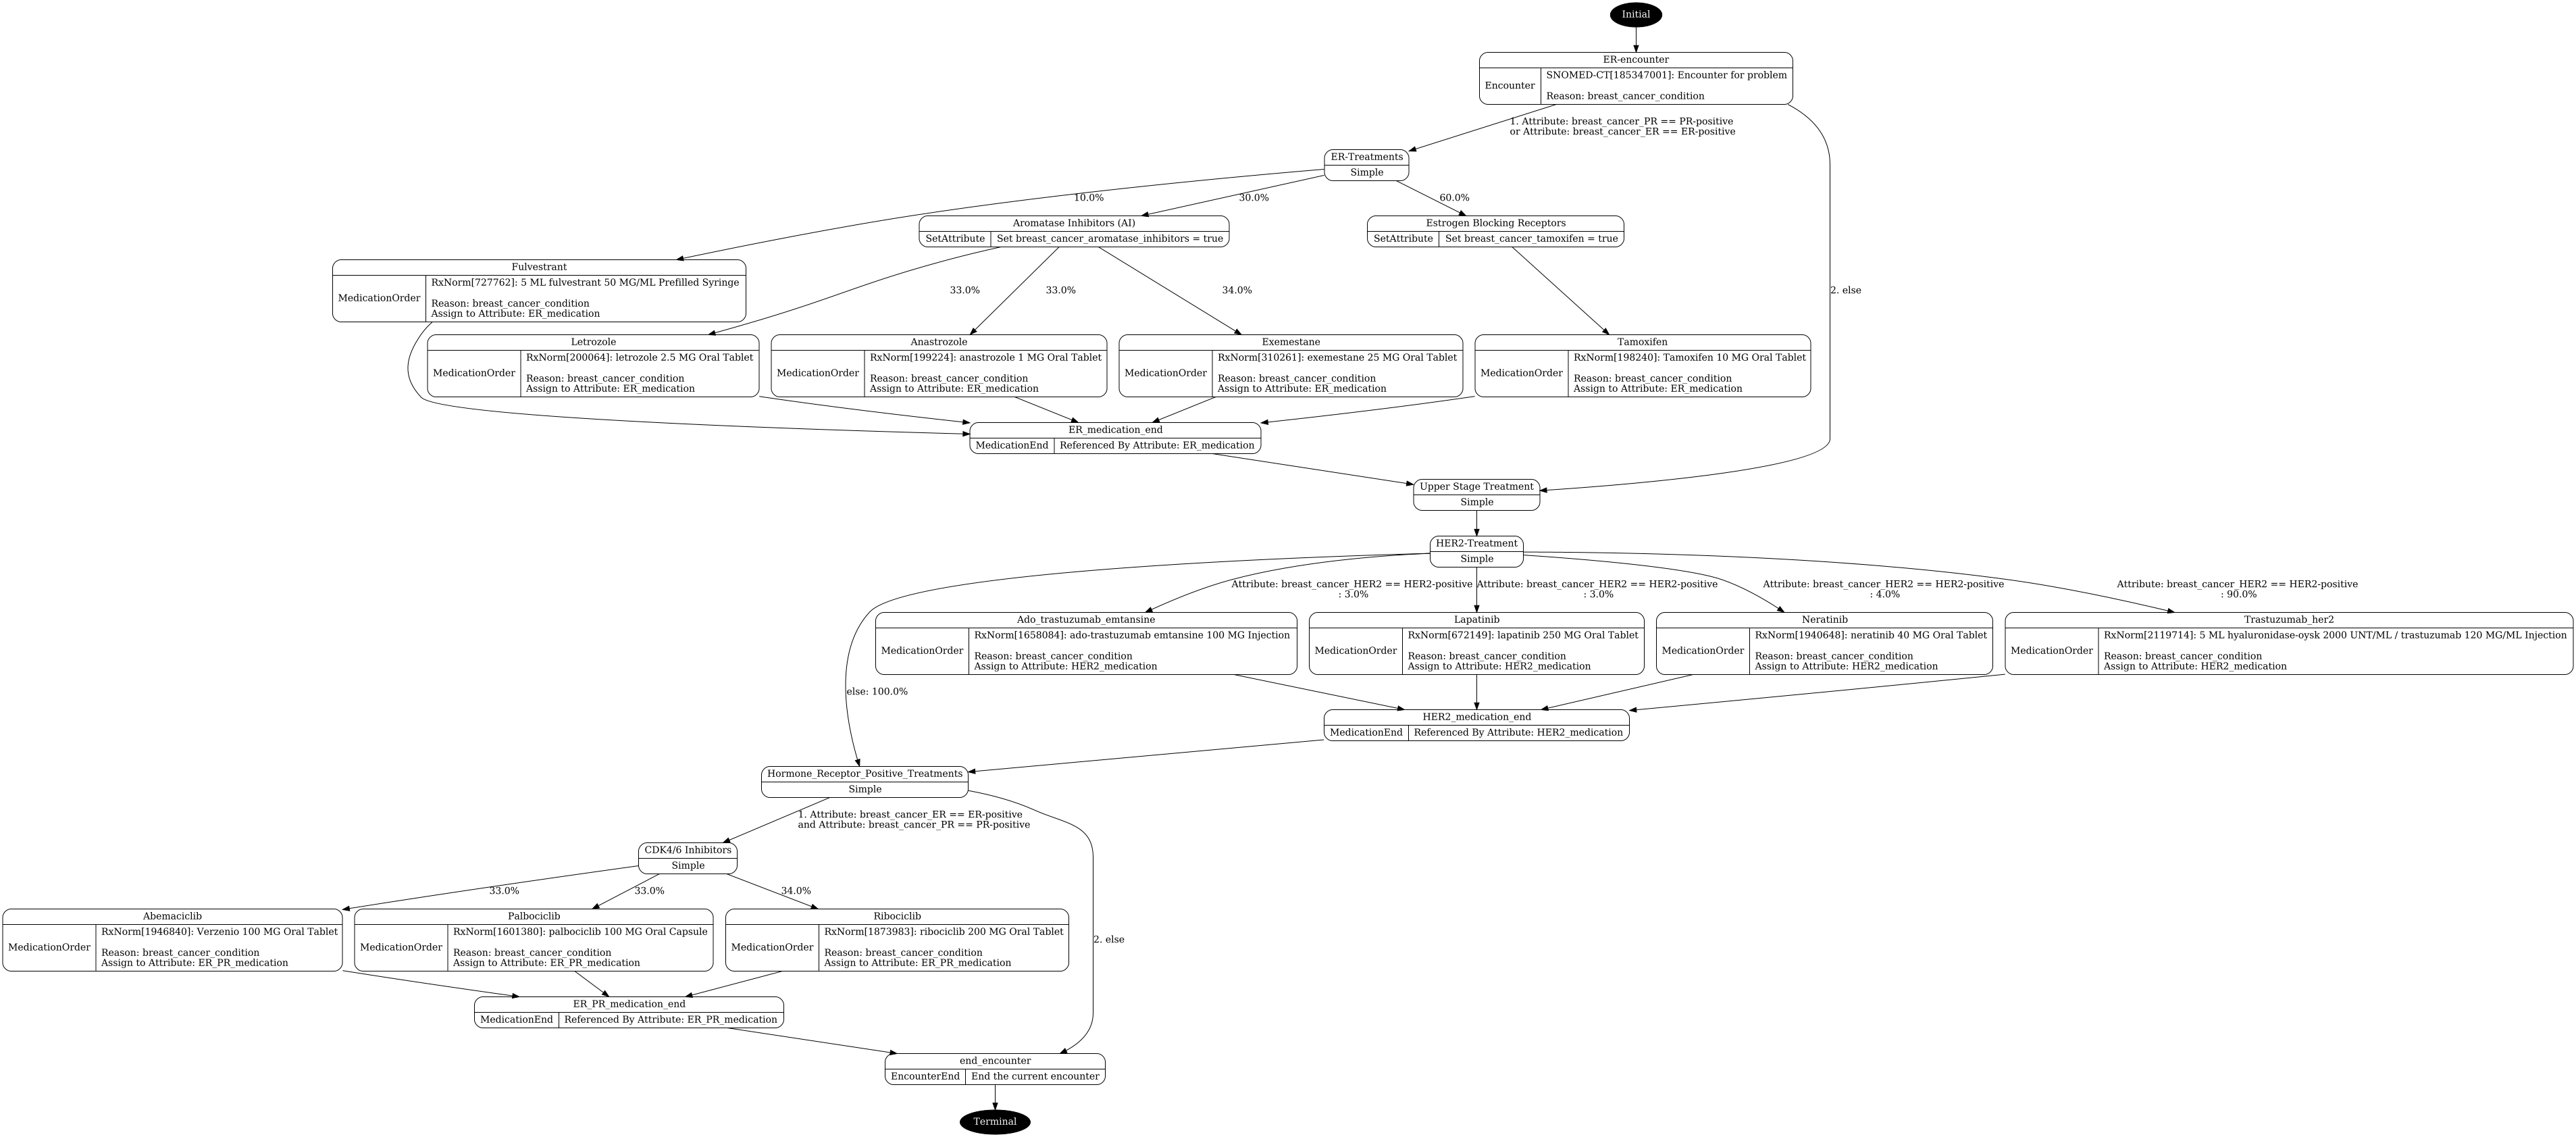 Initial
ER-encounter
Encounter
SNOMED-CT[185347001]: Encounter for problem
Reason: breast_cancer_condition
1. Attribute: breast_cancer_PR == PR-positive
or Attribute: breast_cancer_ER == ER-positive
ER-Treatments
Simple
10.0%
30.0%
60.0%
Aromatase Inhibitors (AI)
SetAttribute
Set breast_cancer_aromatase_inhibitors = true
Estrogen Blocking Receptors
SetAttribute
Set breast_cancer_tamoxifen = true
Fulvestrant
MedicationOrder
RxNorm[727762]: 5 ML fulvestrant 50 MG/ML Prefilled Syringe
Reason: breast_cancer_condition
Assign to Attribute: ER_medication
33.0%
33.0%
34.0%
2. else
Letrozole
MedicationOrder
RxNorm[200064]: letrozole 2.5 MG Oral Tablet
Reason: breast_cancer_condition
Assign to Attribute: ER_medication
Anastrozole
MedicationOrder
RxNorm[199224]: anastrozole 1 MG Oral Tablet
Reason: breast_cancer_condition
Assign to Attribute: ER_medication
Exemestane
MedicationOrder
RxNorm[310261]: exemestane 25 MG Oral Tablet
Reason: breast_cancer_condition
Assign to Attribute: ER_medication
Tamoxifen
MedicationOrder
RxNorm[198240]: Tamoxifen 10 MG Oral Tablet
Reason: breast_cancer_condition
Assign to Attribute: ER_medication
ER_medication_end
MedicationEnd
Referenced By Attribute: ER_medication
Upper Stage Treatment
Simple
HER2-Treatment
Simple
Attribute: breast_cancer_HER2 == HER2-positive
: 3.0%
Attribute: breast_cancer_HER2 == HER2-positive
: 3.0%
Attribute: breast_cancer_HER2 == HER2-positive
: 4.0%
Attribute: breast_cancer_HER2 == HER2-positive
: 90.0%
Ado_trastuzumab_emtansine
MedicationOrder
RxNorm[1658084]: ado-trastuzumab emtansine 100 MG Injection
Reason: breast_cancer_condition
Assign to Attribute: HER2_medication
Lapatinib
MedicationOrder
RxNorm[672149]: lapatinib 250 MG Oral Tablet
Reason: breast_cancer_condition
Assign to Attribute: HER2_medication
Neratinib
MedicationOrder
RxNorm[1940648]: neratinib 40 MG Oral Tablet
Reason: breast_cancer_condition
Assign to Attribute: HER2_medication
Trastuzumab_her2
MedicationOrder
RxNorm[2119714]: 5 ML hyaluronidase-oysk 2000 UNT/ML / trastuzumab 120 MG/ML Injection
Reason: breast_cancer_condition
Assign to Attribute: HER2_medication
else: 100.0%
HER2_medication_end
MedicationEnd
Referenced By Attribute: HER2_medication
Hormone_Receptor_Positive_Treatments
Simple
1. Attribute: breast_cancer_ER == ER-positive
and Attribute: breast_cancer_PR == PR-positive
CDK4/6 Inhibitors
Simple
33.0%
33.0%
34.0%
Abemaciclib
MedicationOrder
RxNorm[1946840]: Verzenio 100 MG Oral Tablet
Reason: breast_cancer_condition
Assign to Attribute: ER_PR_medication
Palbociclib
MedicationOrder
RxNorm[1601380]: palbociclib 100 MG Oral Capsule
Reason: breast_cancer_condition
Assign to Attribute: ER_PR_medication
Ribociclib
MedicationOrder
RxNorm[1873983]: ribociclib 200 MG Oral Tablet
Reason: breast_cancer_condition
Assign to Attribute: ER_PR_medication
2. else
ER_PR_medication_end
MedicationEnd
Referenced By Attribute: ER_PR_medication
end_encounter
EncounterEnd
End the current encounter
Terminal